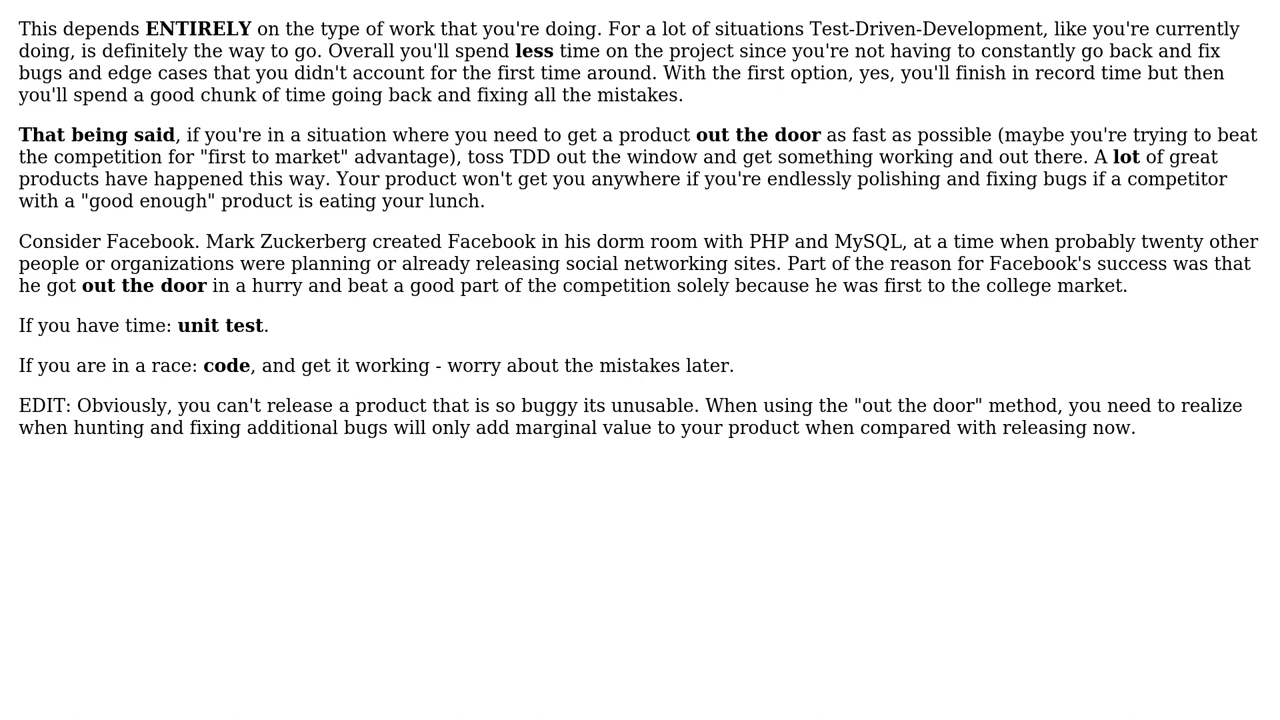 This depends ENTIRELY on the type of work that you're doing. For a lot of situations Test-Driven-Development, like you're currently
doing, is definitely the way to go. Overall you'll spend less time on the project since you're not having to constantly go back and fix
bugs and edge cases that you didn't account for the first time around. With the first option, yes, you'll finish in record time but then
you'll spend a good chunk of time going back and fixing all the mistakes.
That being said, if you're in a situation where you need to get a product out the door as fast as possible (maybe you're trying to beat
the competition for "first to market" advantage), toss TDD out the window and get something working and out there. A lot of great
products have happened this way. Your product won't get you anywhere if you're endlessly polishing and fixing bugs if a competitor
with a "good enough" product is eating your lunch.
Consider Facebook. Mark Zuckerberg created Facebook in his dorm room with PHP and MySQL, at a time when probably twenty other
people or organizations were planning or already releasing social networking sites. Part of the reason for Facebook's success was that
he got out the door in a hurry and beat a good part of the competition solely because he was first to the college market.
If you have time: unit test.
If you are in a race: code, and get it working - worry about the mistakes later.
EDIT: Obviously, you can't release a product that is so buggy its unusable. When using the "out the door" method, you need to realize
when hunting and fixing additional bugs will only add marginal value to your product when compared with releasing now.